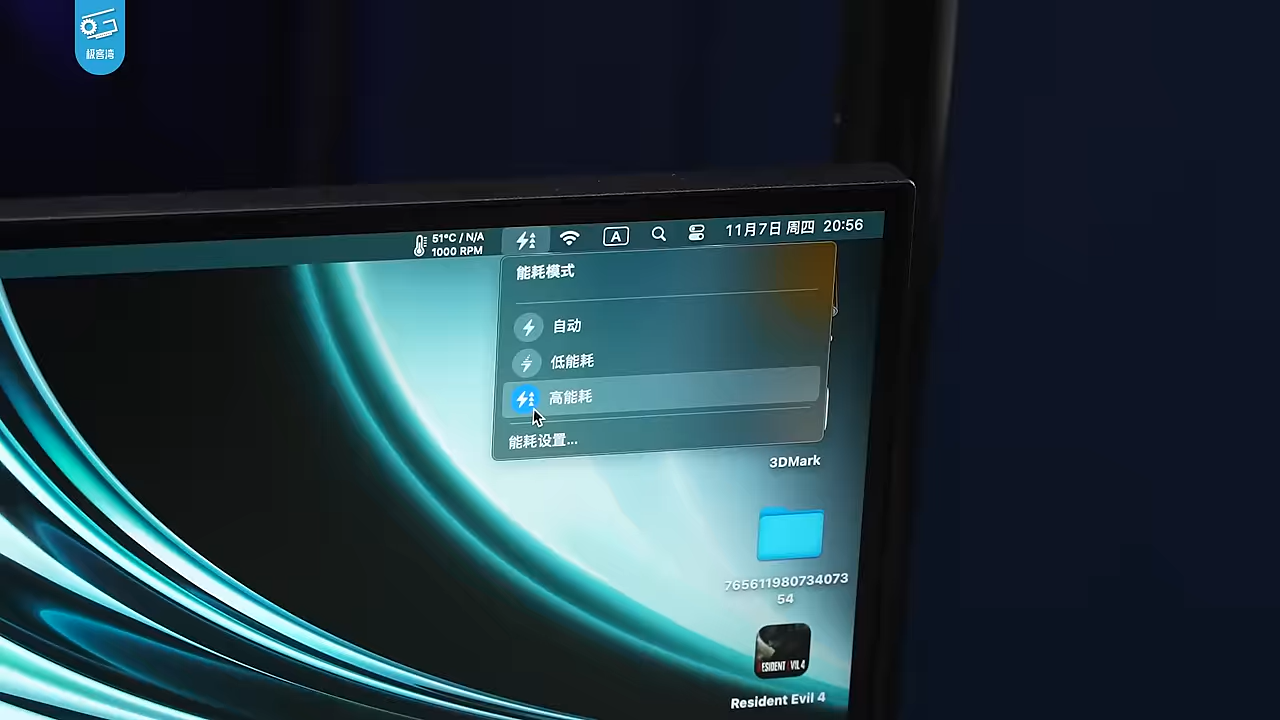 极客湾
51°C / N/A
1000 RPM
A
11月7日 周四 20:56
能耗模式
自动
低能耗
高能耗
能耗设置...
3DMark
765611980734073
54
RESIDENT EVIL 4
Resident Evil 4